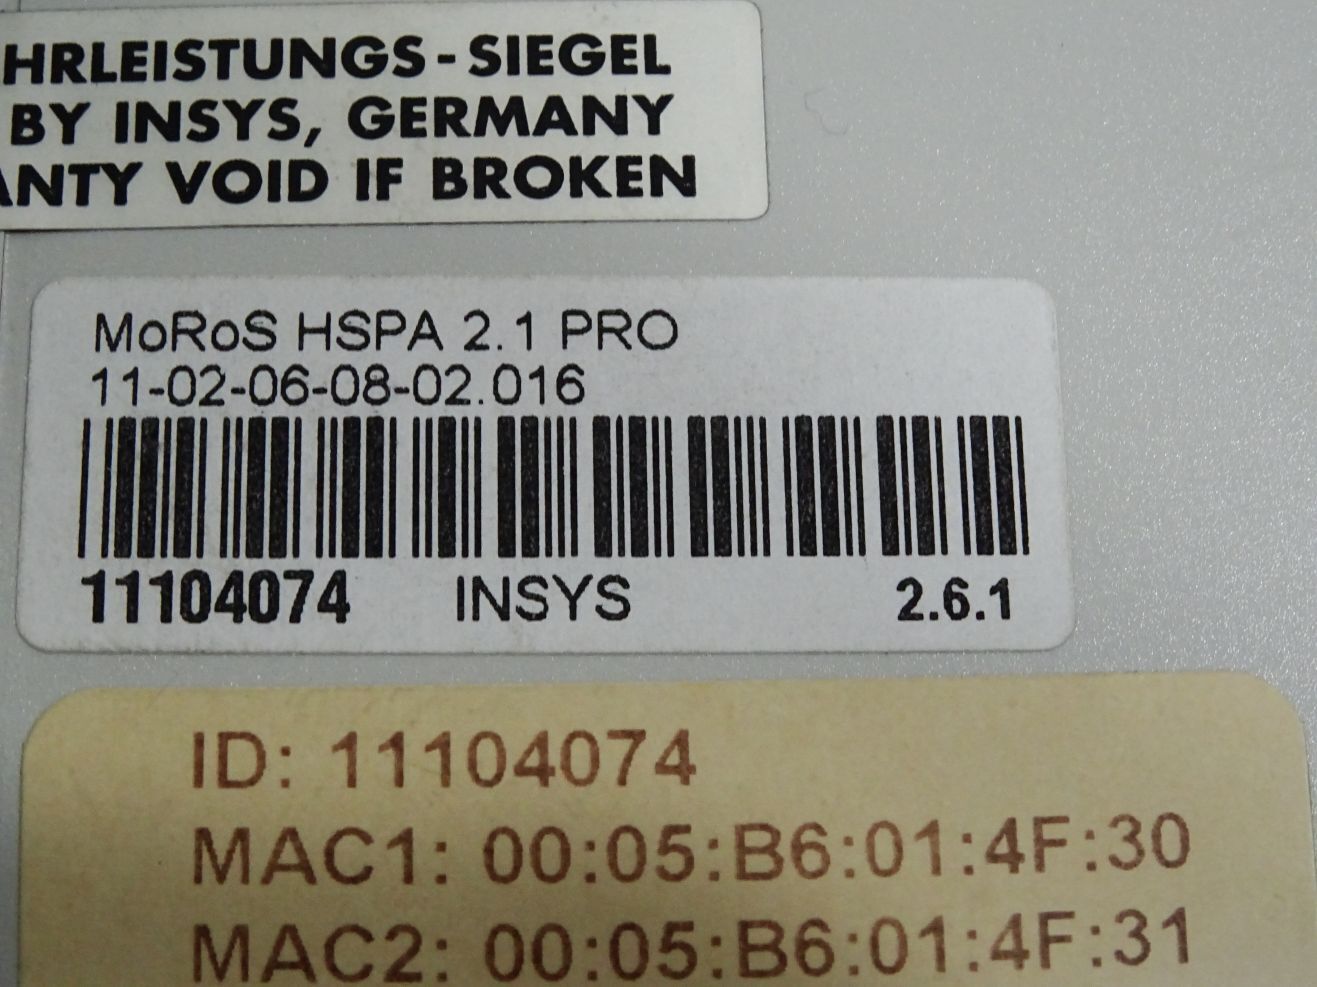 HRLEISTUNGS - SIEGEL
BY INSYS, GERMANY
ANTY VOID IF BROKEN
MoRoS HSPA 2.1 PRO
11-02-06-08-02.016
11104074 INSYS 2.6.1
ID: 11104074
MAC1: 00:05:B6:01:4F:30
MAC2: 00:05:B6:01:4F:31